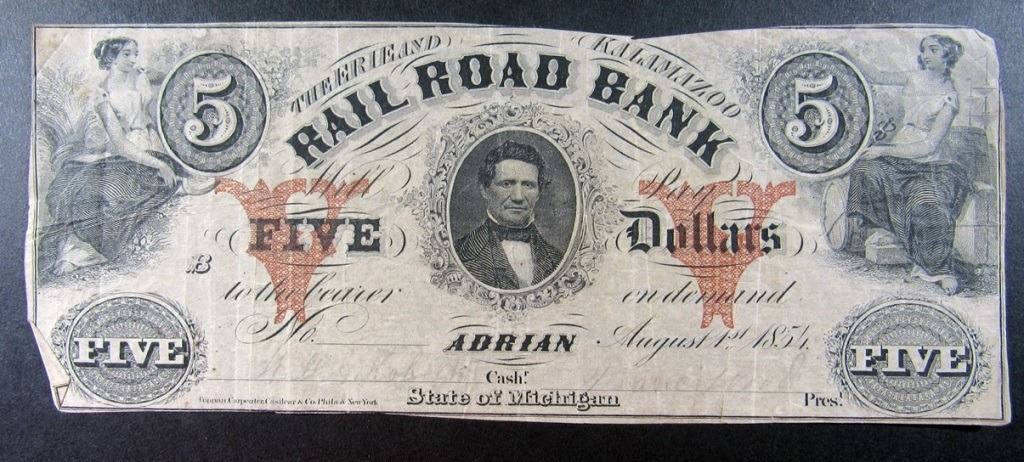 5 THE ERIE AND KALAMAZOO 5
RAIL ROAD BANK
Will Pay
FIVE Dollars
B
to the bearer on demand
No. ADRIAN August 1st 1854.
FIVE FIVE
Cashr. Pres!
State of Michigan
Toppan, Carpenter, Casilear & Co. Phila & New York